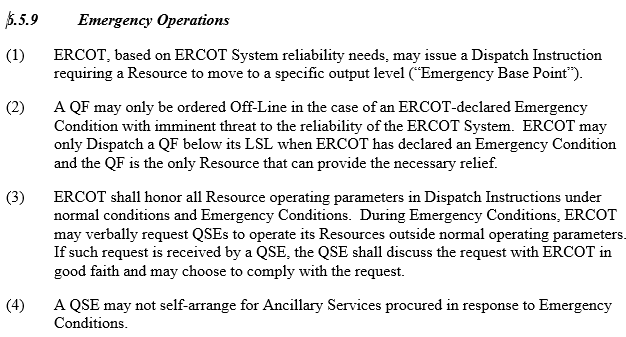 6.5.9 Emergency Operations
(1) ERCOT, based on ERCOT System reliability needs, may issue a Dispatch Instruction
requiring a Resource to move to a specific output level (“Emergency Base Point”).
(2) A QF may only be ordered Off-Line in the case of an ERCOT-declared Emergency
Condition with imminent threat to the reliability of the ERCOT System. ERCOT may
only Dispatch a QF below its LSL when ERCOT has declared an Emergency Condition
and the QF is the only Resource that can provide the necessary relief.
(3) ERCOT shall honor all Resource operating parameters in Dispatch Instructions under
normal conditions and Emergency Conditions. During Emergency Conditions, ERCOT
may verbally request QSEs to operate its Resources outside normal operating parameters.
If such request is received by a QSE, the QSE shall discuss the request with ERCOT in
good faith and may choose to comply with the request.
(4) A QSE may not self-arrange for Ancillary Services procured in response to Emergency
Conditions.